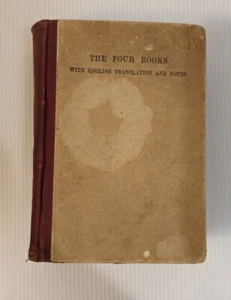 THE FOUR BOOKS
WITH ENGLISH TRANSLATION AND NOTES